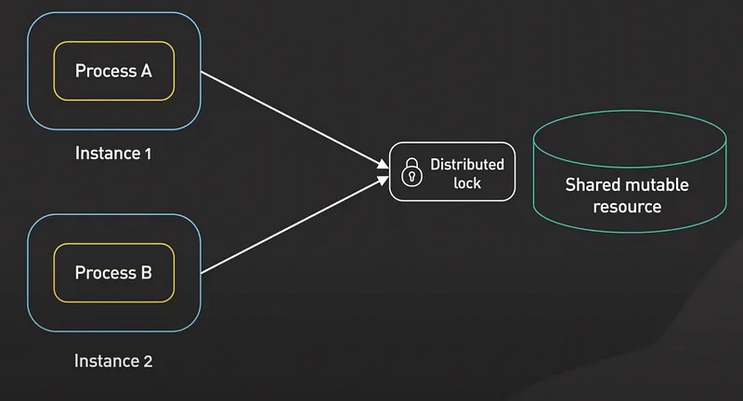 Process A
Instance 1
Distributed
lock
Shared mutable
resource
Process B
Instance 2